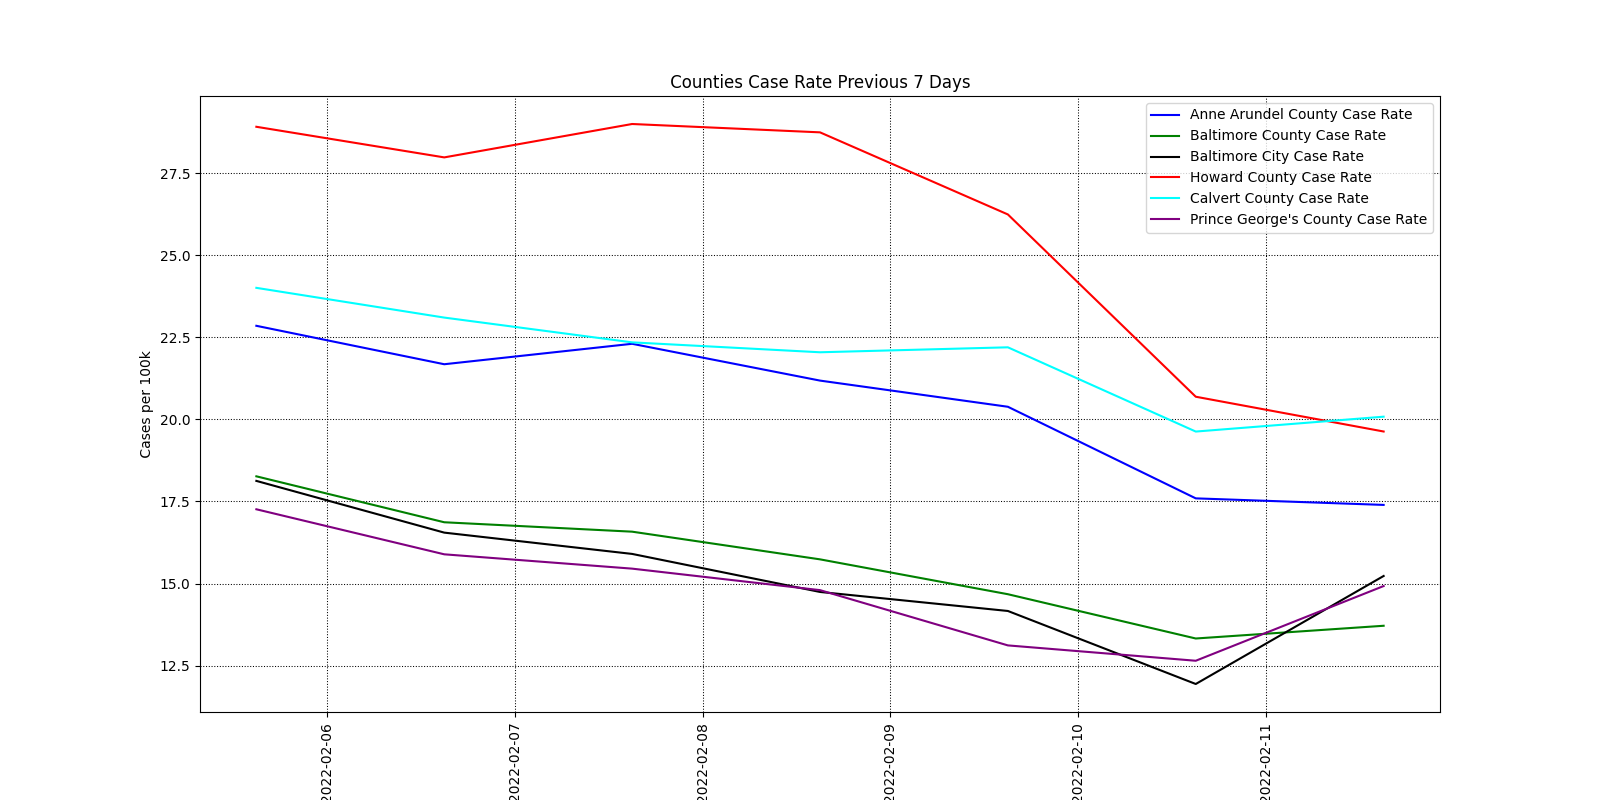 Counties Case Rate Previous 7 Days
Anne Arundel County Case Rate
Baltimore County Case Rate
Baltimore City Case Rate
Howard County Case Rate
Calvert County Case Rate
Prince George's County Case Rate
Cases per 100k
27.5
25.0
22.5
20.0
17.5
15.0
12.5
2022-02-06
2022-02-07
2022-02-08
2022-02-09
2022-02-10
2022-02-11